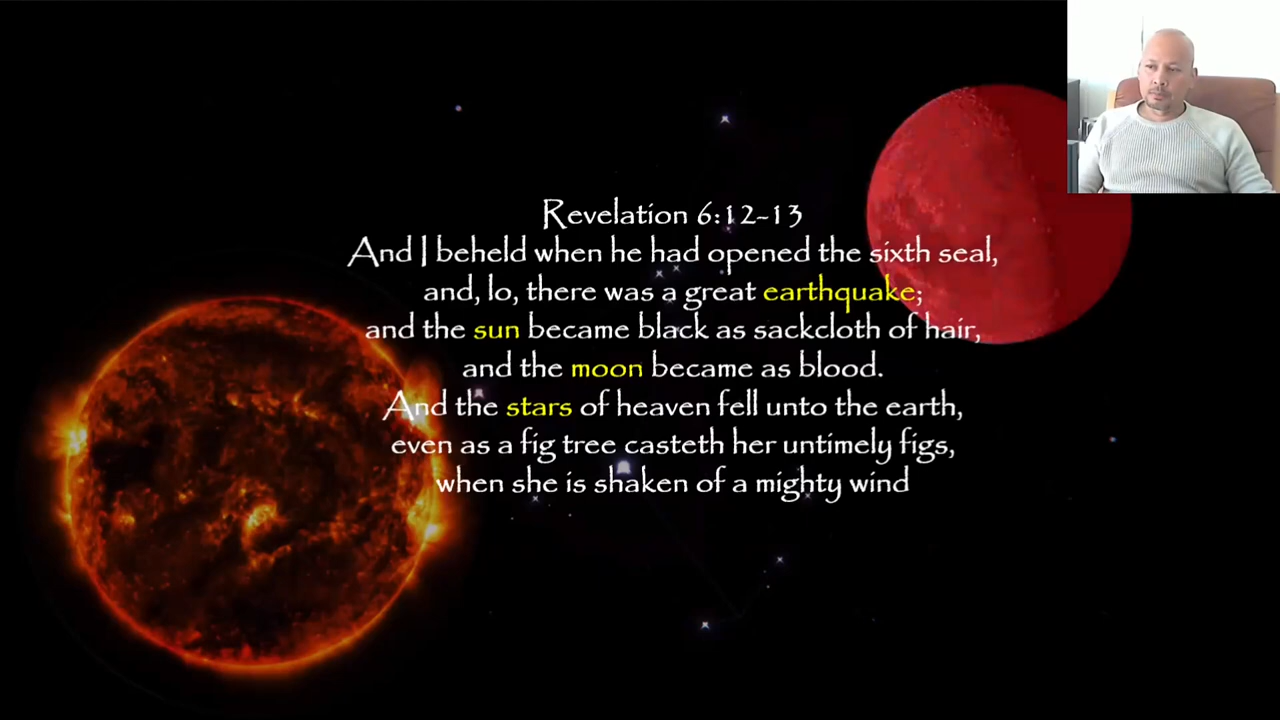 Revelation 6:12-13
And I beheld when he had opened the sixth seal,
and, lo, there was a great earthquake;
and the sun became black as sackcloth of hair,
and the moon became as blood.
And the stars of heaven fell unto the earth,
even as a fig tree casteth her untimely figs,
when she is shaken of a mighty wind